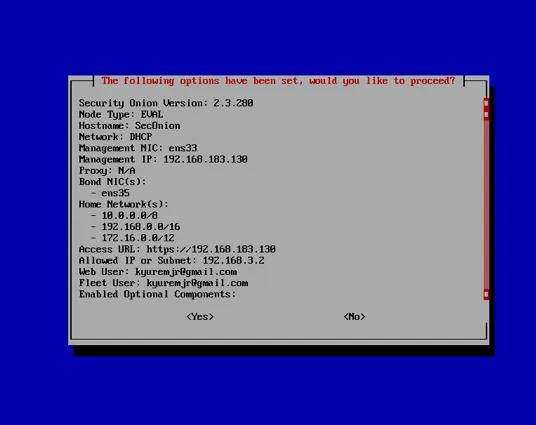 The following options have been set, would you like to proceed?
Security Onion Version: 2.3.280
Node Type: EVAL
Hostname: SecOnion
Network: DHCP
Management NIC: ens33
Management IP: 192.168.183.130
Proxy: N/A
Bond NIC(s):
- ens35
Home Network(s):
- 10.0.0.0/8
- 192.168.0.0/16
- 172.16.0.0/12
Access URL: https://192.168.183.130
Allowed IP or Subnet: 192.168.3.2
Web User: kyuremjr@gmail.com
Fleet User: kyuremjr@gmail.com
Enabled Optional Components:
<Yes> <No>